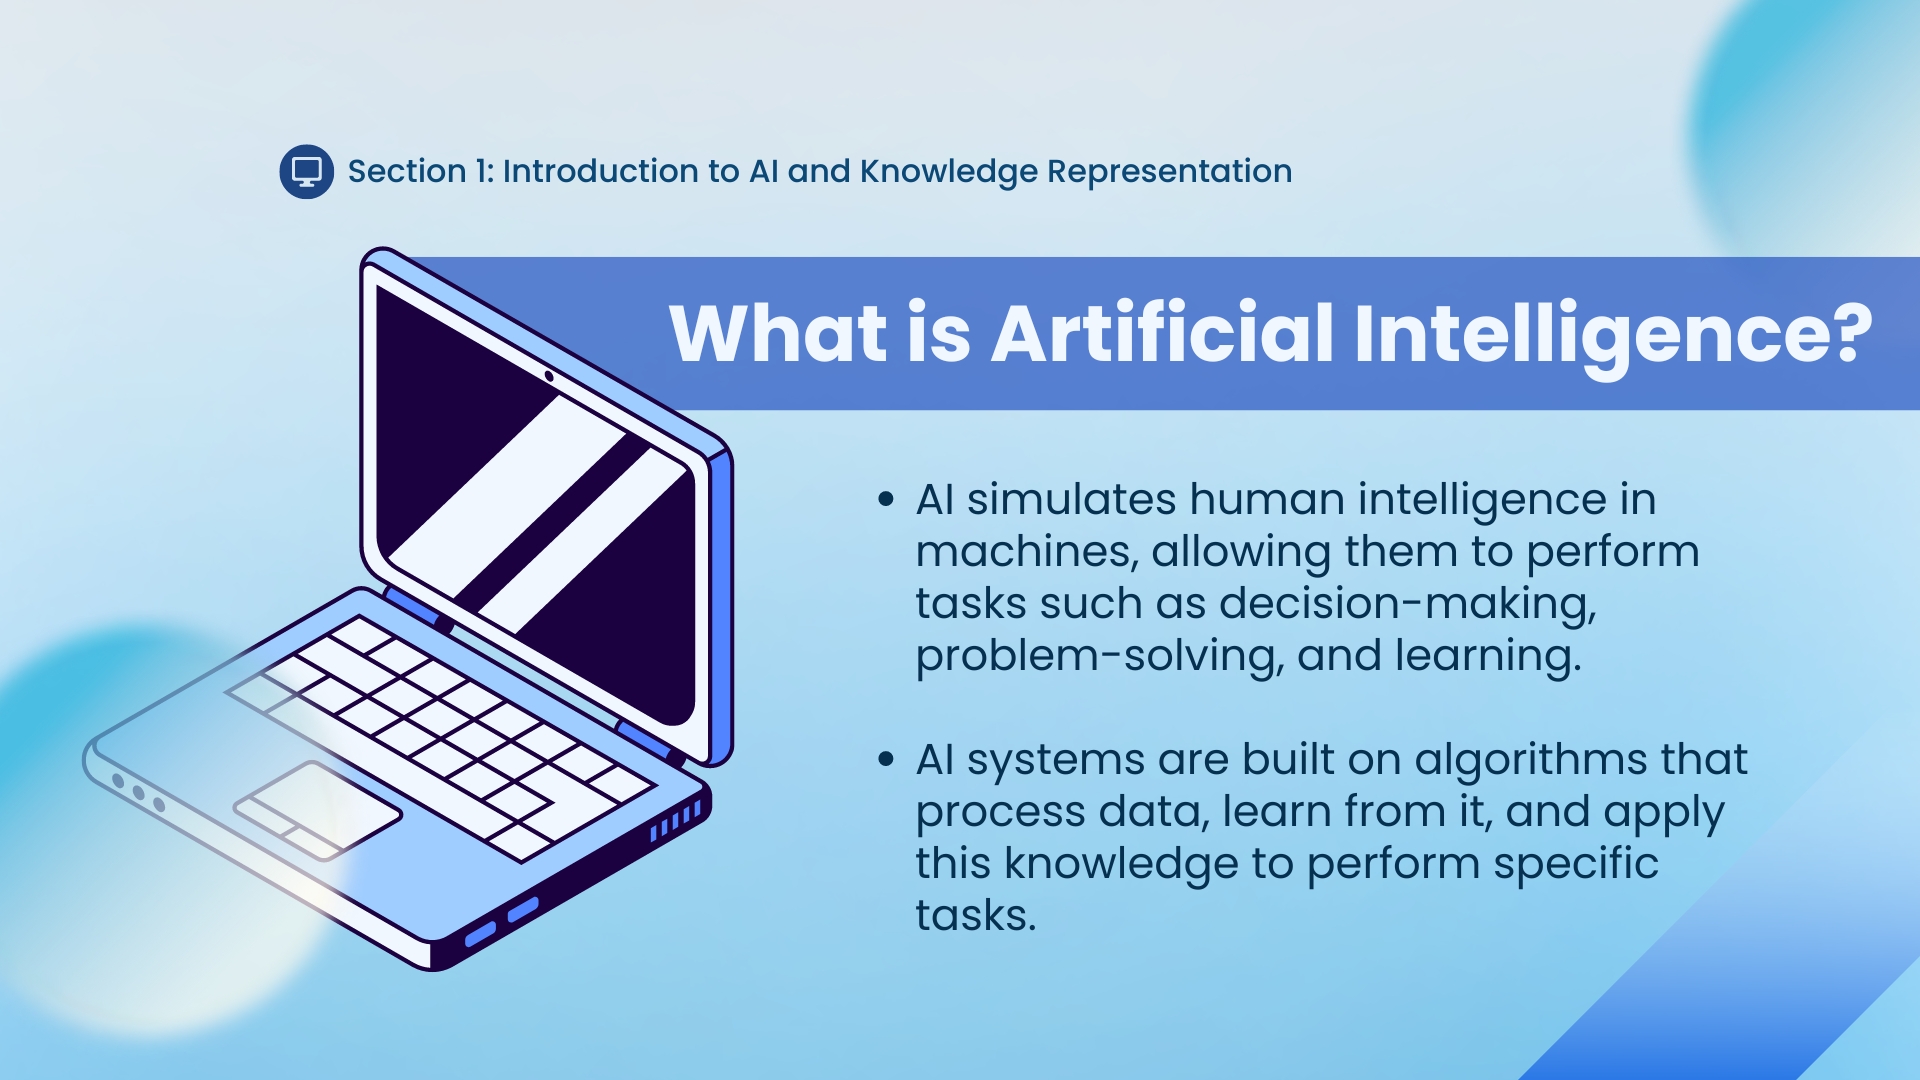 Section 1: Introduction to AI and Knowledge Representation
What is Artificial Intelligence?
• AI simulates human intelligence in
machines, allowing them to perform
tasks such as decision-making,
problem-solving, and learning.
• AI systems are built on algorithms that
process data, learn from it, and apply
this knowledge to perform specific
tasks.